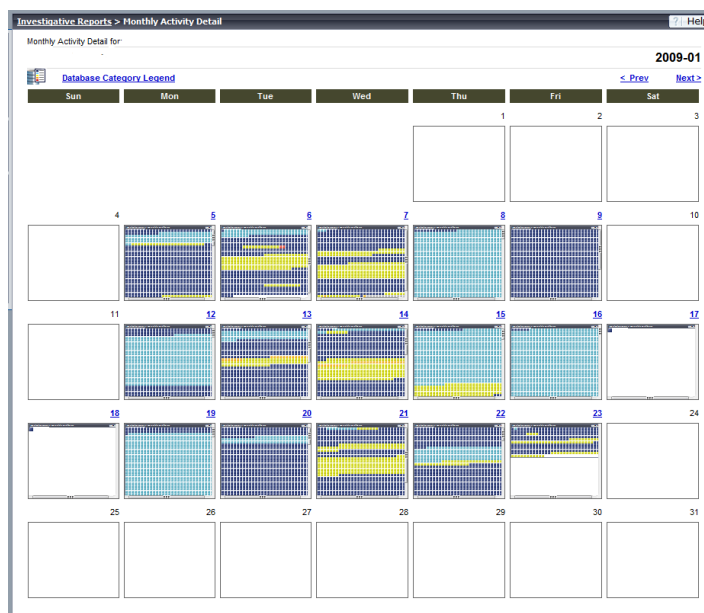 Investigative Reports > Monthly Activity Detail
? Help
Monthly Activity Detail for
2009-01
Database Category Legend
< Prev Next >
Sun Mon Tue Wed Thu Fri Sat
1 2 3
4 5 6 7 8 9 10
11 12 13 14 15 16 17
18 19 20 21 22 23 24
25 26 27 28 29 30 31